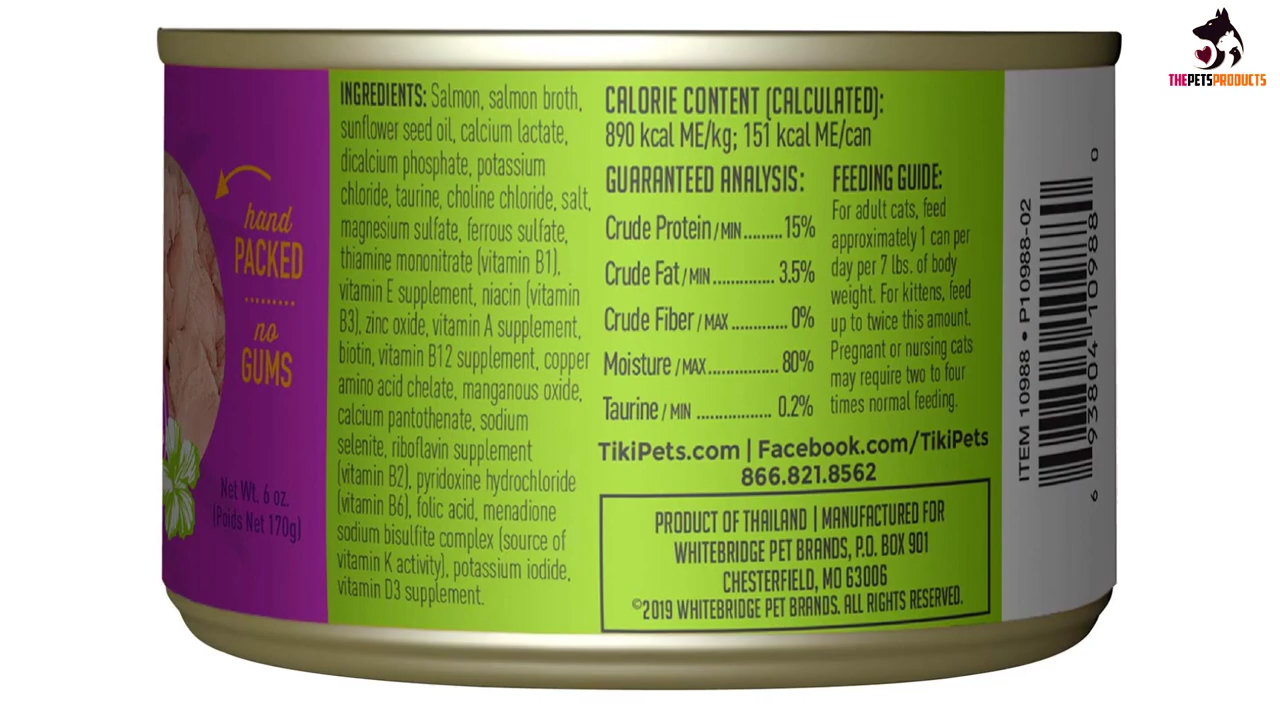 THEPETSPRODUCTS
hand
PACKED
no
GUMS
Net Wt. 6 oz.
(Poids Net 170g)
INGREDIENTS: Salmon, salmon broth,
sunflower seed oil, calcium lactate,
dicalcium phosphate, potassium
chloride, taurine, choline chloride, salt,
magnesium sulfate, ferrous sulfate,
thiamine mononitrate (vitamin B1),
vitamin E supplement, niacin (vitamin
B3), zinc oxide, vitamin A supplement,
biotin, vitamin B12 supplement, copper
amino acid chelate, manganous oxide,
calcium pantothenate, sodium
selenite, riboflavin supplement
(vitamin B2), pyridoxine hydrochloride
(vitamin B6), folic acid, menadione
sodium bisulfite complex (source of
vitamin K activity), potassium iodide,
vitamin D3 supplement.
CALORIE CONTENT (CALCULATED):
890 kcal ME/kg; 151 kcal ME/can
GUARANTEED ANALYSIS:
Crude Protein/MIN.........15%
Crude Fat/MIN.............. 3.5%
Crude Fiber/MAX............. 0%
Moisture/MAX................. 80%
Taurine/MIN .................. 0.2%
FEEDING GUIDE:
For adult cats, feed
approximately 1 can per
day per 7 lbs. of body
weight. For kittens, feed
up to twice this amount.
Pregnant or nursing cats
may require two to four
times normal feeding.
TikiPets.com | Facebook.com/TikiPets
866.821.8562
PRODUCT OF THAILAND | MANUFACTURED FOR
WHITEBRIDGE PET BRANDS, P.O. BOX 901
CHESTERFIELD, MO 63006
©2019 WHITEBRIDGE PET BRANDS. ALL RIGHTS RESERVED.
ITEM 10988 • P10988-02
6 93804 10988 0